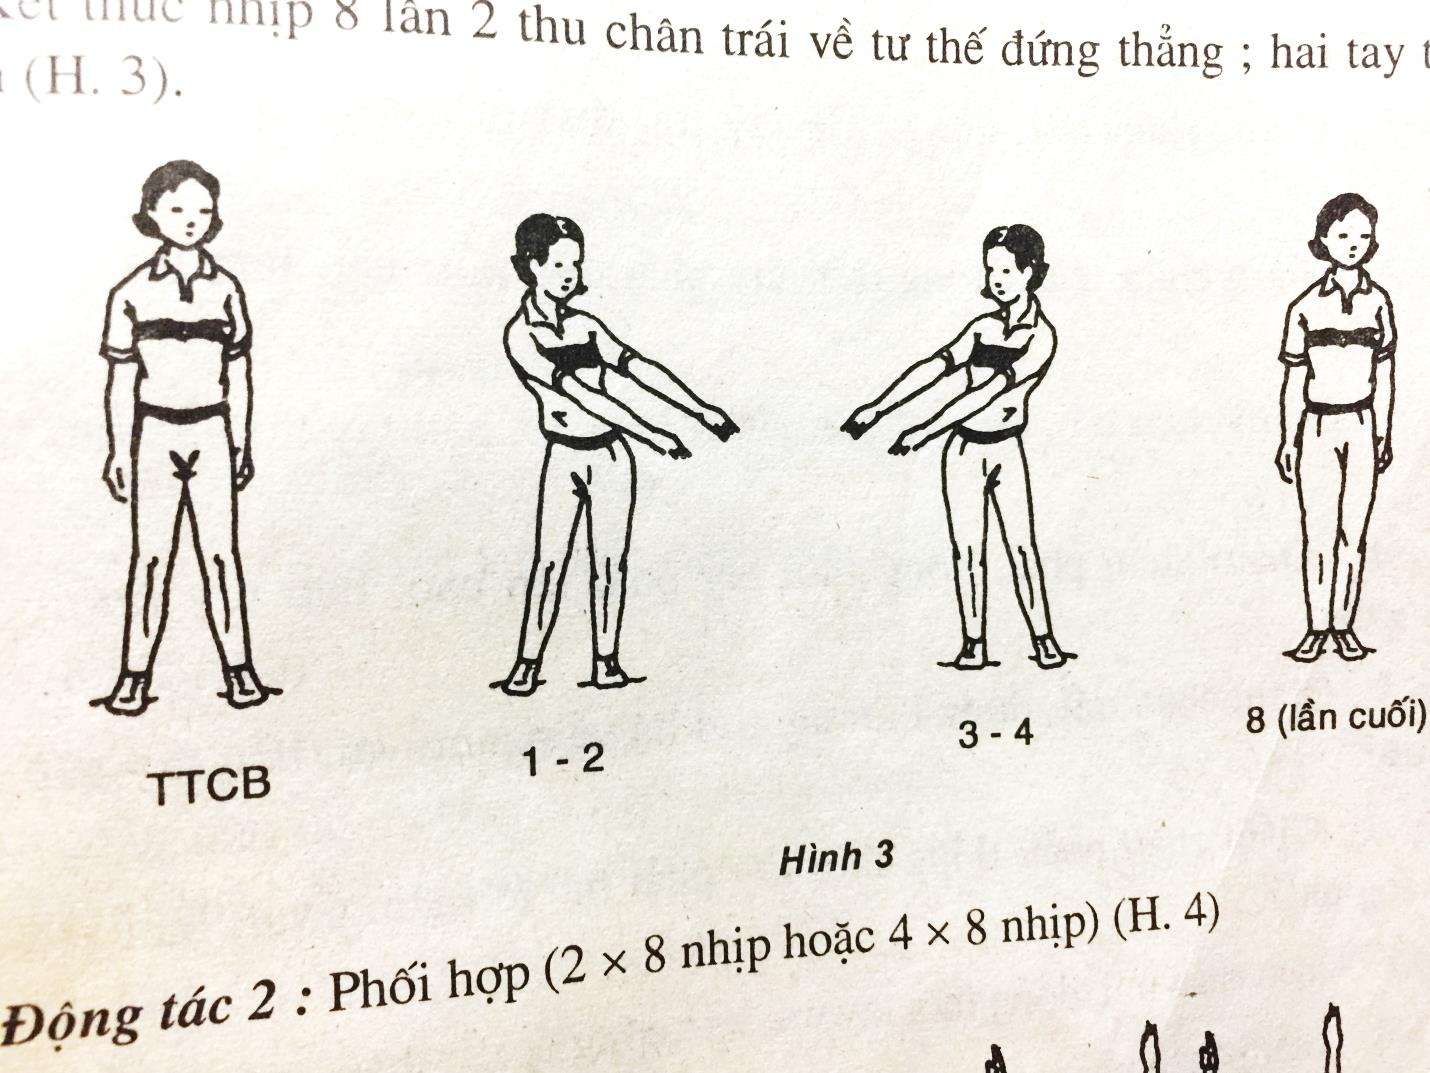 Kết thúc nhịp 8 lần 2 thu chân trái về tư thế đứng thẳng ; hai tay
(H. 3).
TTCB
1 - 2
3 - 4
8 (lần cuối)
Hình 3
Động tác 2 : Phối hợp (2 × 8 nhịp hoặc 4 × 8 nhịp) (H. 4)